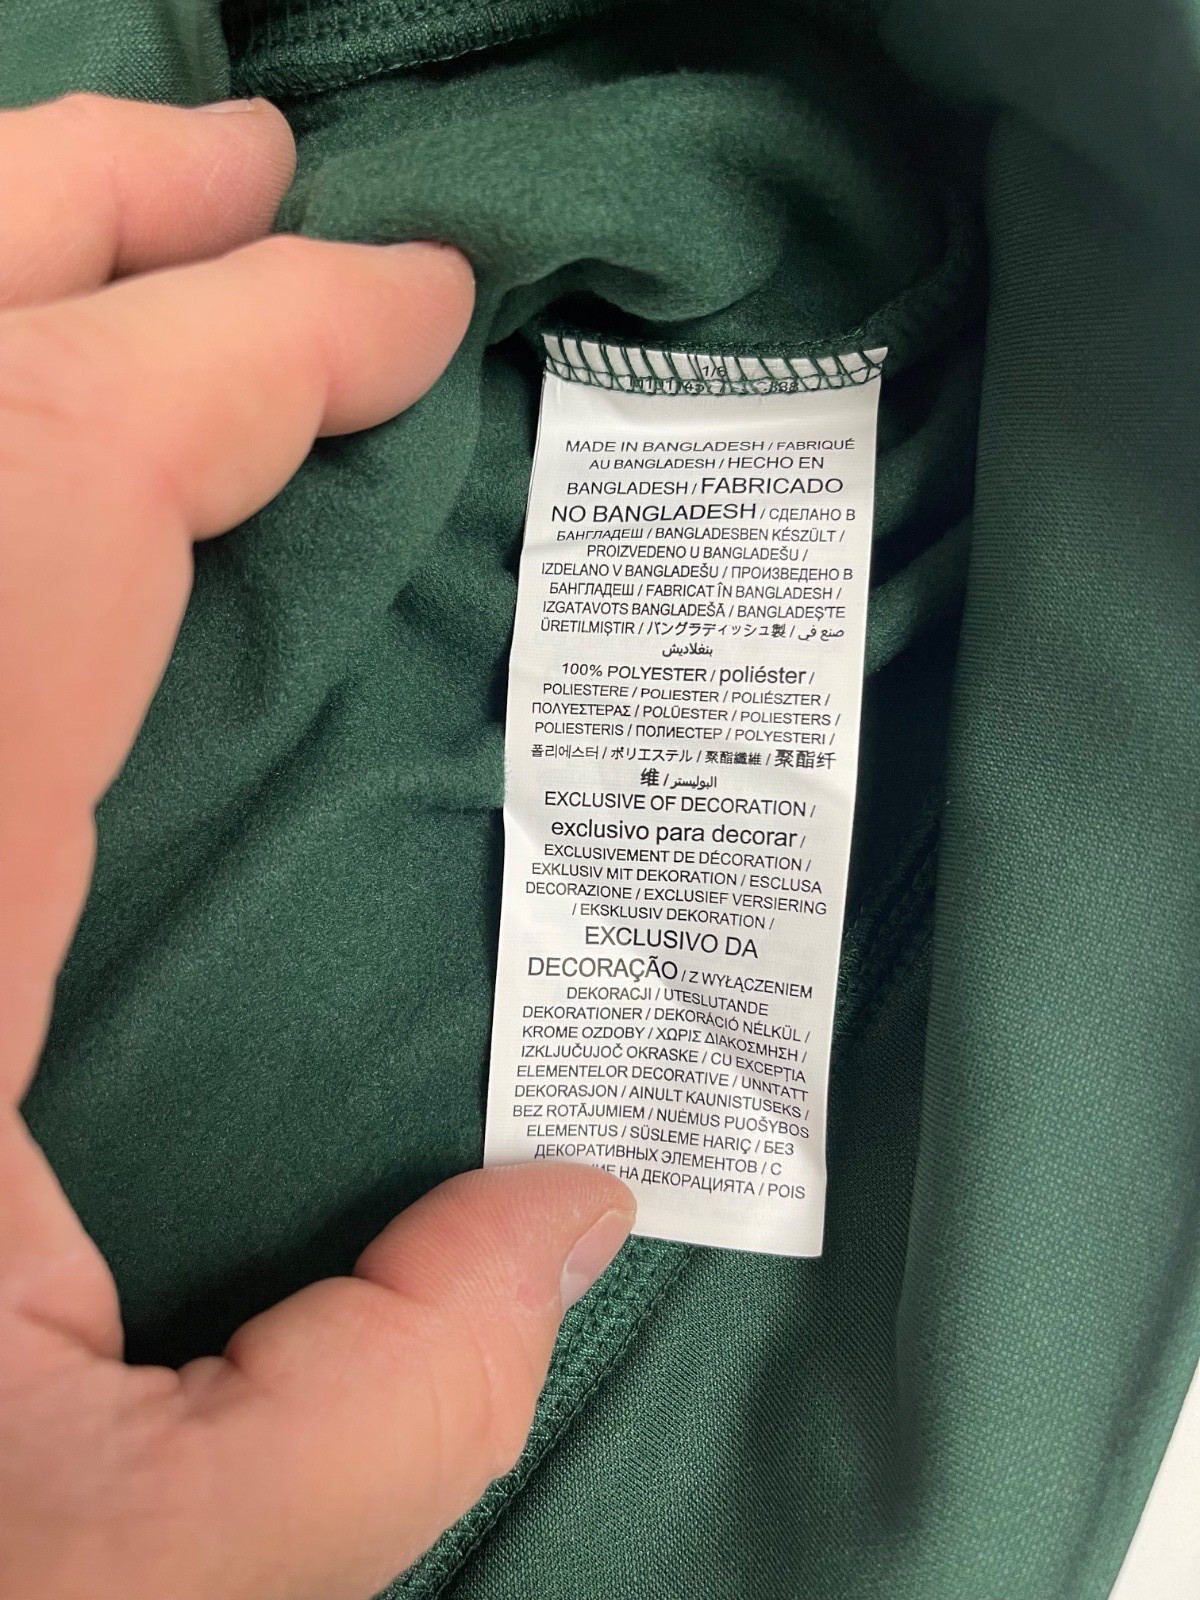 1/6
MADE IN BANGLADESH / FABRIQUÉ
AU BANGLADESH / HECHO EN
BANGLADESH / FABRICADO
NO BANGLADESH / СДЕЛАНО В
БАНГЛАДЕШ / BANGLADESBEN KÉSZÜLT /
PROIZVEDENO U BANGLADEŠU /
IZDELANO V BANGLADEŠU / ПРОИЗВЕДЕНО В
БАНГЛАДЕШ / FABRICAT ÎN BANGLADESH /
IZGATAVOTS BANGLADEŠĀ / BANGLADEŞ'TE
ÜRETILMIŞTIR / バングラディッシュ製 / صنع في
بنغلاديش
100% POLYESTER / poliéster /
POLIESTERE / POLIESTER / POLIÉSZTER /
ΠΟΛΥΕΣΤΕΡΑΣ / POLÜESTER / POLIESTERS /
POLIESTERIS / ПОЛИЕСТЕР / POLYESTERI /
폴리에스터 / ポリエステル / 聚酯纖維 / 聚酯纤
维 / البوليستر
EXCLUSIVE OF DECORATION /
exclusivo para decorar /
EXCLUSIVEMENT DE DÉCORATION /
EXKLUSIV MIT DEKORATION / ESCLUSA
DECORAZIONE / EXCLUSIEF VERSIERING
/ EKSKLUSIV DEKORATION /
EXCLUSIVO DA
DECORAÇÃO / Z WYŁĄCZENIEM
DEKORACJI / UTESLUTANDE
DEKORATIONER / DEKORÁCIÓ NÉLKÜL /
KROME OZDOBY / ΧΩΡΙΣ ΔΙΑΚΟΣΜΗΣΗ /
IZKLJUČUJOČ OKRASKE / CU EXCEPȚIA
ELEMENTELOR DECORATIVE / UNNTATT
DEKORASJON / AINULT KAUNISTUSEKS /
BEZ ROTĀJUMIEM / NUĖMUS PUOŠYBOS
ELEMENTUS / SÜSLEME HARIÇ / БЕЗ
ДЕКОРАТИВНЫХ ЭЛЕМЕНТОВ / С
НА ДЕКОРАЦИЯТА / POIS